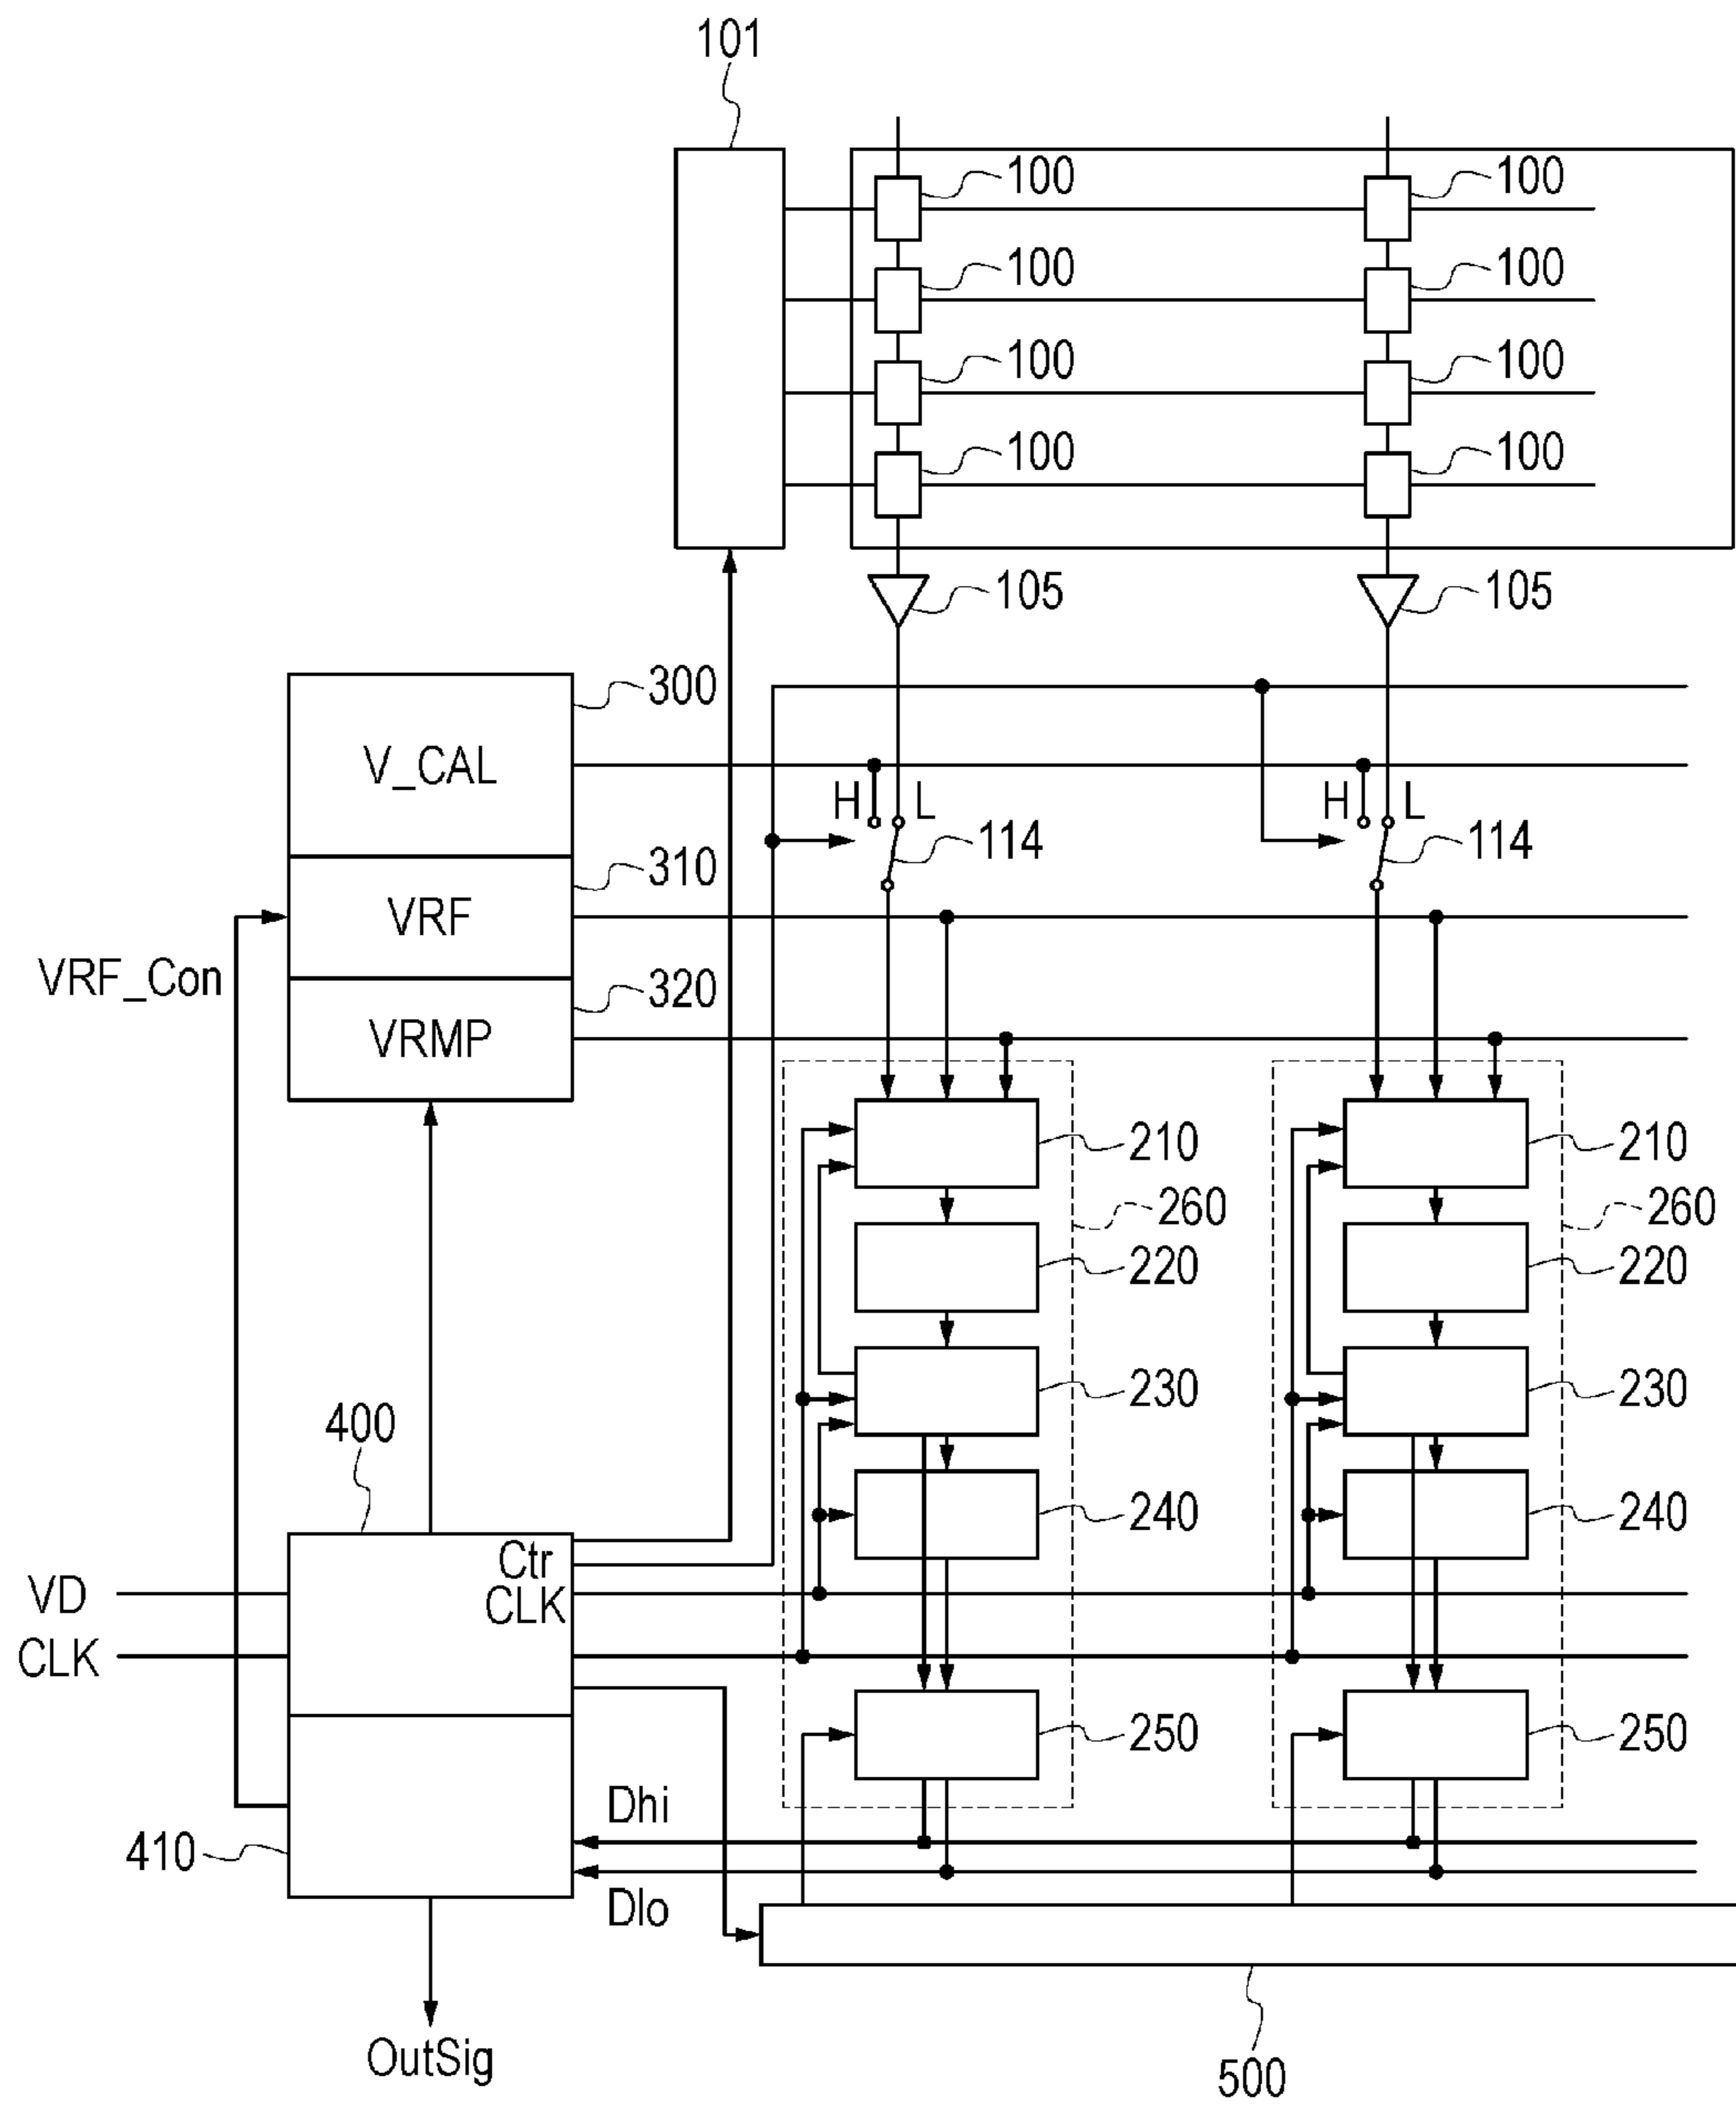 101
100 100
100 100
100 100
100 100
105 105
300
V_CAL
H L H L
114 114
310
VRF
VRF_Con
320
VRMP
210 210
260 260
220 220
230 230
400
240 240
Ctr
VD
CLK
CLK
250 250
Dhi
410
Dlo
OutSig
500